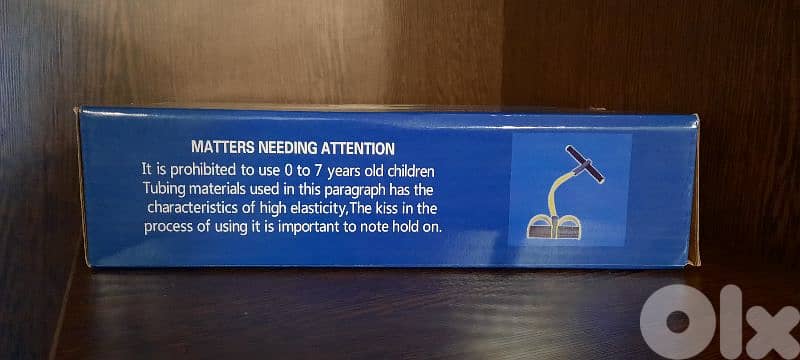 MATTERS NEEDING ATTENTION
It is prohibited to use 0 to 7 years old children
Tubing materials used in this paragraph has the
characteristics of high elasticity,The kiss in the
process of using it is important to note hold on.
OLX